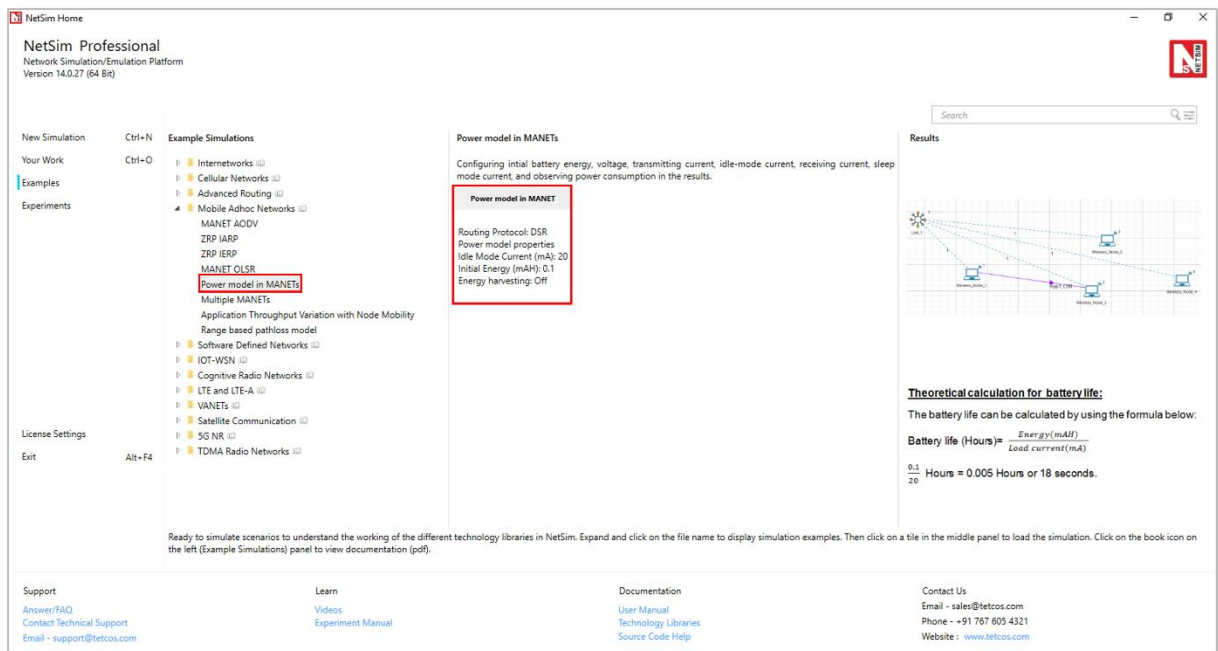 NetSim Home
NetSim Professional
Network Simulation/Emulation Platform
Version 14.0.27 (64 Bit)
NETSIM
Search
New Simulation Ctrl+N
Your Work Ctrl+O
Examples
Experiments
License Settings
Exit Alt+F4
Example Simulations
Internetworks
Cellular Networks
Advanced Routing
Mobile Adhoc Networks
MANET AODV
ZRP IARP
ZRP IERP
MANET OLSR
Power model in MANETs
Multiple MANETs
Application Throughput Variation with Node Mobility
Range based pathloss model
Software Defined Networks
IOT-WSN
Cognitive Radio Networks
LTE and LTE-A
VANETs
Satellite Communication
5G NR
TDMA Radio Networks
Power model in MANETs
Configuring intial battery energy, voltage, transmitting current, idle-mode current, receiving current, sleep
mode current, and observing power consumption in the results.
Power model in MANET
Routing Protocol: DSR
Power model properties
Idle Mode Current (mA): 20
Initial Energy (mAH): 0.1
Energy harvesting: Off
Results
Wireless_Node_2
Wireless_Node_1
Wireless_Node_3
Wireless_Node_4
Theoretical calculation for battery life:
The battery life can be calculated by using the formula below:
Battery life (Hours)= Energy(mAH) / Load current(mA)
0.1 / 20 Hours = 0.005 Hours or 18 seconds.
Ready to simulate scenarios to understand the working of the different technology libraries in NetSim. Expand and click on the file name to display simulation examples. Then click on a tile in the middle panel to load the simulation. Click on the book icon on
the left (Example Simulations) panel to view documentation (pdf).
Support
Answer/FAQ
Contact Technical Support
Email - support@tetcos.com
Learn
Videos
Experiment Manual
Documentation
User Manual
Technology Libraries
Source Code Help
Contact Us
Email - sales@tetcos.com
Phone - +91 767 605 4321
Website : www.tetcos.com